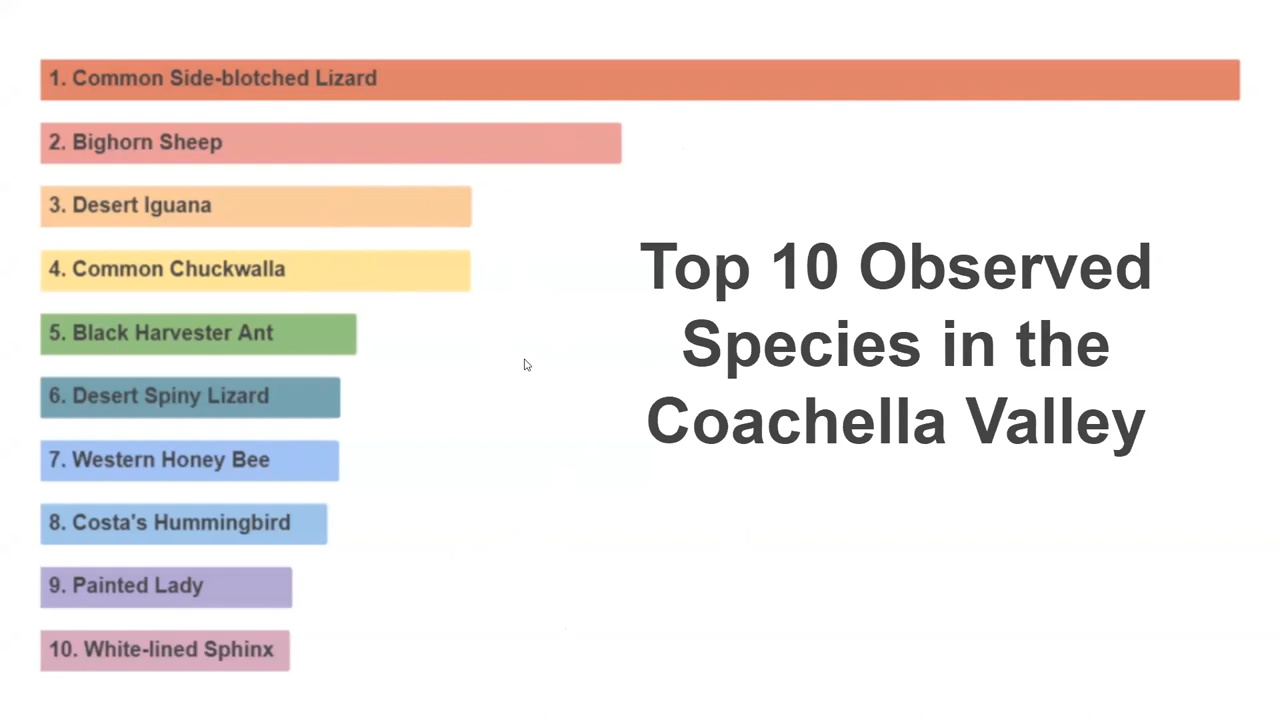 1. Common Side-blotched Lizard
2. Bighorn Sheep
3. Desert Iguana
4. Common Chuckwalla
5. Black Harvester Ant
6. Desert Spiny Lizard
7. Western Honey Bee
8. Costa's Hummingbird
9. Painted Lady
10. White-lined Sphinx
Top 10 Observed
Species in the
Coachella Valley